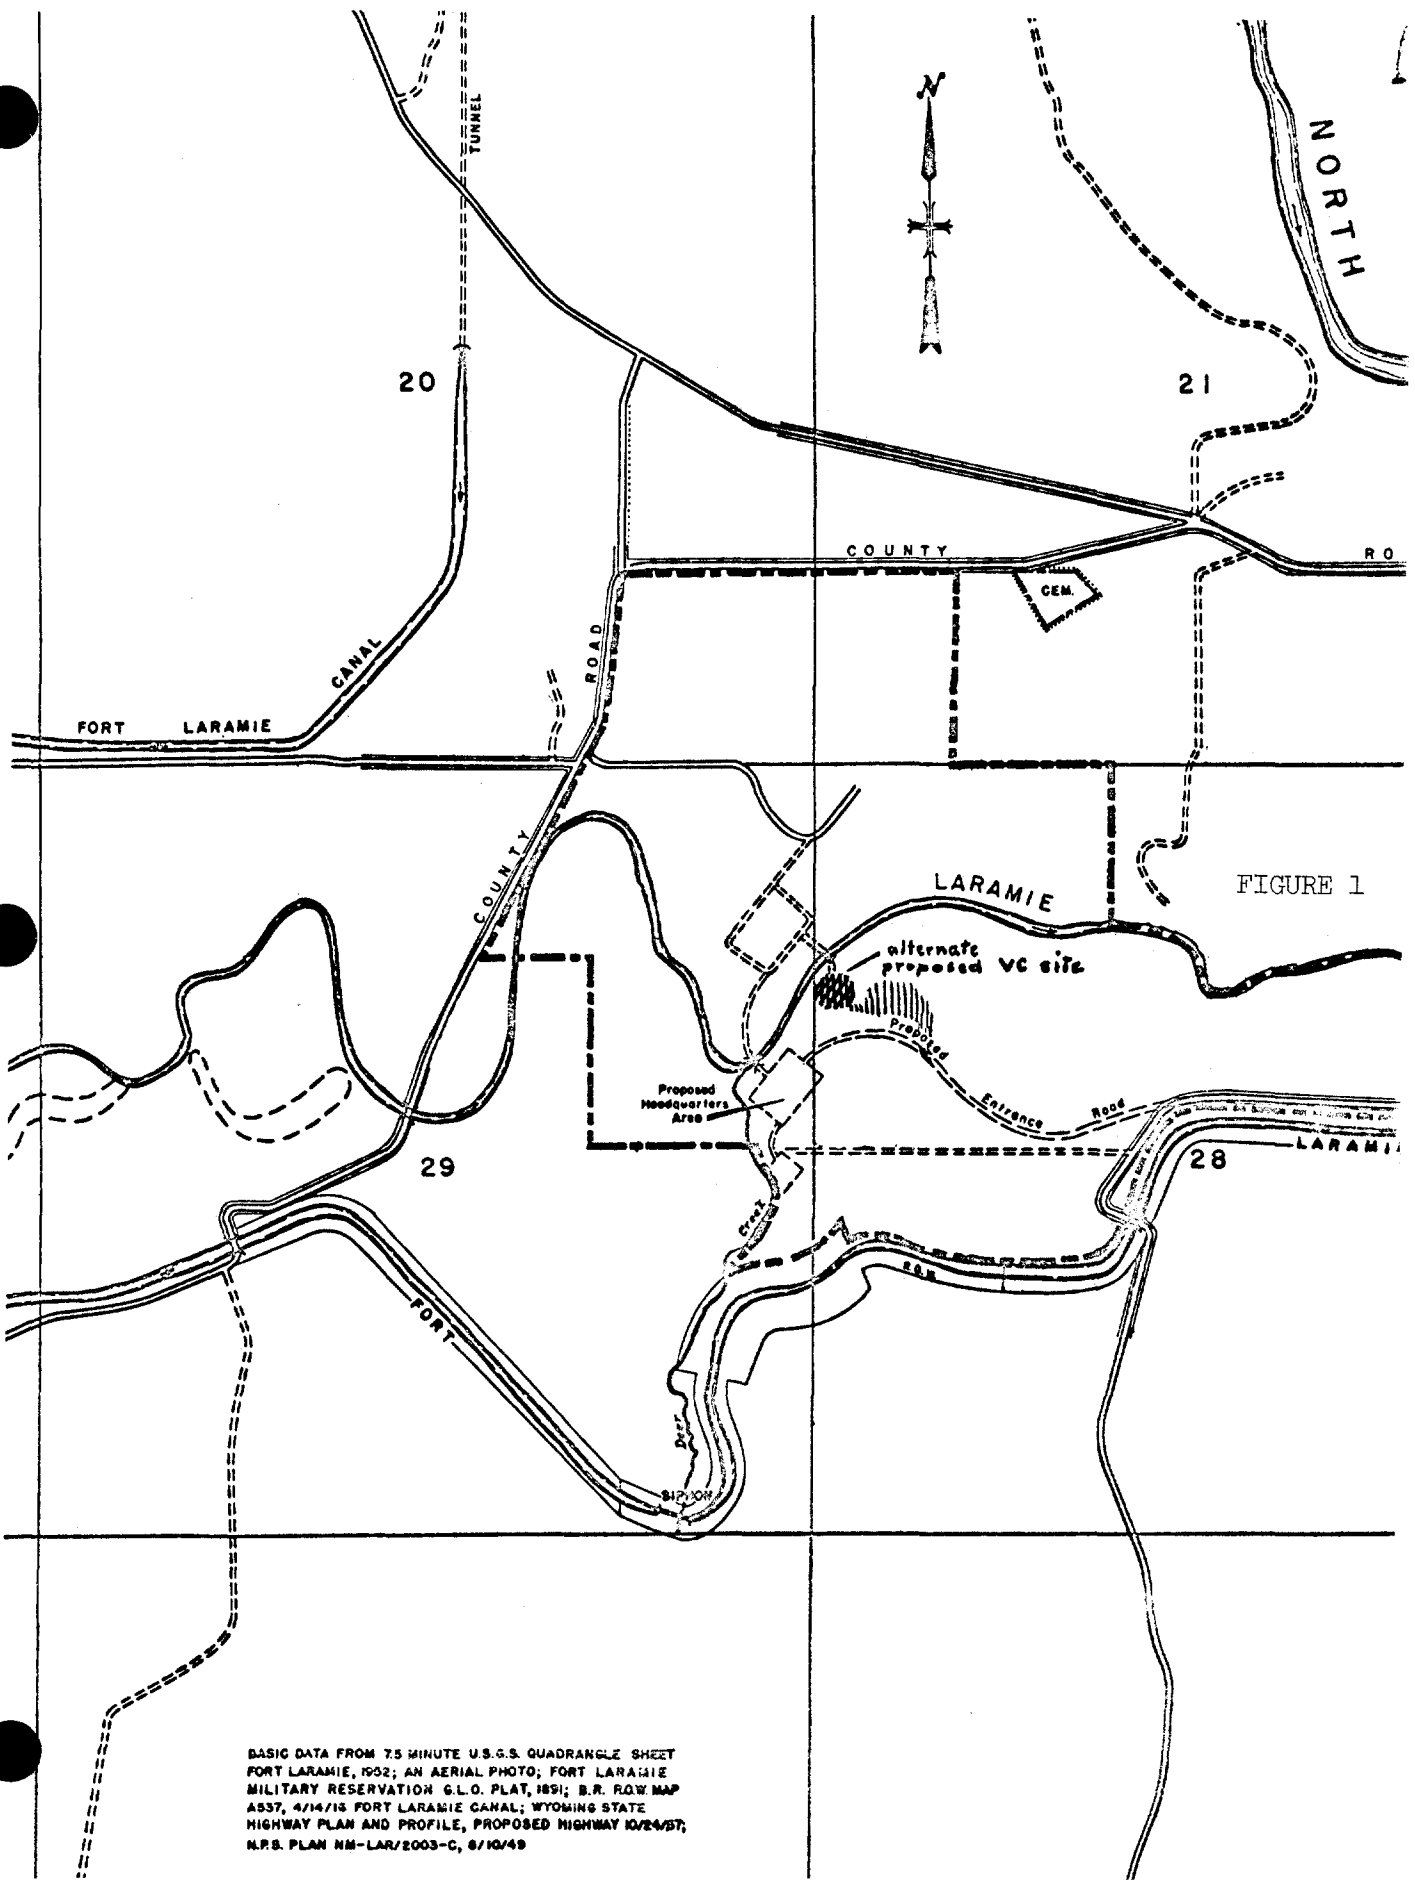 N
TUNNEL
NORTH
20
21
COUNTY
RO
CEM.
ROAD
CANAL
FORT LARAMIE
COUNTY
FIGURE 1
LARAMIE
alternate
proposed VC site
Proposed
Proposed
Headquarters
Area
Entrance Road
LARAMI
29
28
Creek
R.O.W.
FORT
Deer
SIPHON
BASIC DATA FROM 7.5 MINUTE U.S.G.S. QUADRANGLE SHEET
FORT LARAMIE, 1952; AN AERIAL PHOTO; FORT LARAMIE
MILITARY RESERVATION G.L.O. PLAT, 1891; B.R. R.O.W. MAP
A537, 4/14/16 FORT LARAMIE CANAL; WYOMING STATE
HIGHWAY PLAN AND PROFILE, PROPOSED HIGHWAY 10/24/57;
N.P.S. PLAN NM-LAR/2003-C, 8/10/49